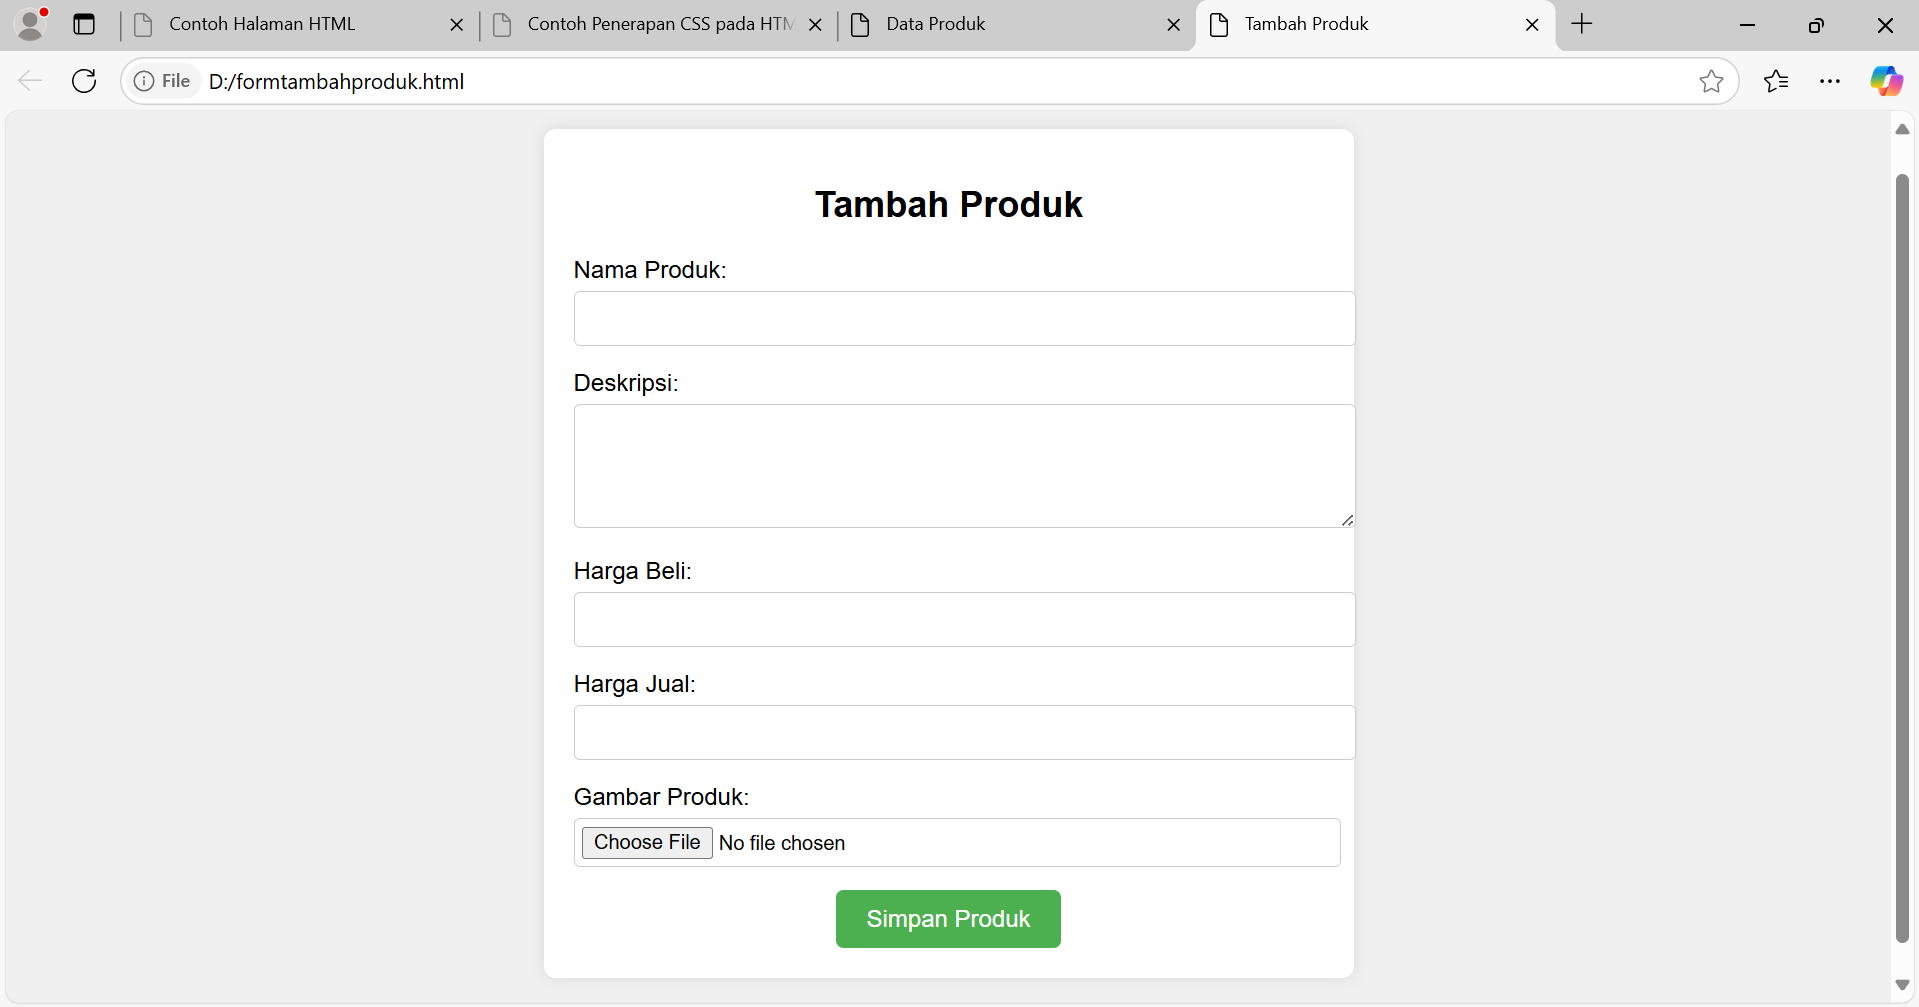 Contoh Halaman HTML
Contoh Penerapan CSS pada HTM
Data Produk
Tambah Produk
File
D:/formtambahproduk.html
Tambah Produk
Nama Produk:
Deskripsi:
Harga Beli:
Harga Jual:
Gambar Produk:
Choose File No file chosen
Simpan Produk